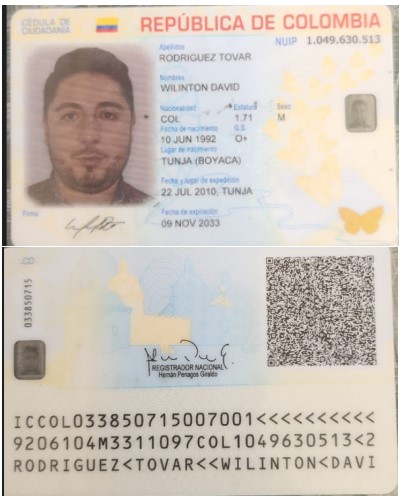 CÉDULA DE
CIUDADANÍA
REPÚBLICA DE COLOMBIA
NUIP 1.049.630.513
Apellidos
RODRIGUEZ TOVAR
Nombres
WILINTON DAVID
Nacionalidad Estatura Sexo
COL 1.71 M
Fecha de nacimiento G.S.
10 JUN 1992 O+
Lugar de nacimiento
TUNJA (BOYACA)
Fecha y lugar de expedición
22 JUL 2010, TUNJA
Fecha de expiración
09 NOV 2033
Firma
.CO
033850715
REGISTRADOR NACIONAL
Hernán Penagos Giraldo
ICCOL033850715007001<<<<<<<<<<
9206104M3311097COL1049630513<2
RODRIGUEZ<TOVAR<<WILINTON<DAVI